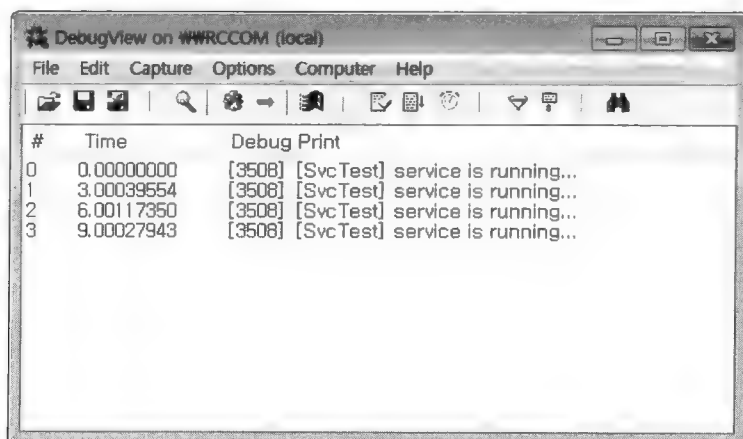 DebugView on ₩₩RCCOM (local)
File Edit Capture Options Computer Help
# Time Debug Print
0 0.00000000 [3508] [SvcTest] service is running...
1 3.00039554 [3508] [SvcTest] service is running...
2 6.00117350 [3508] [SvcTest] service is running...
3 9.00027943 [3508] [SvcTest] service is running...